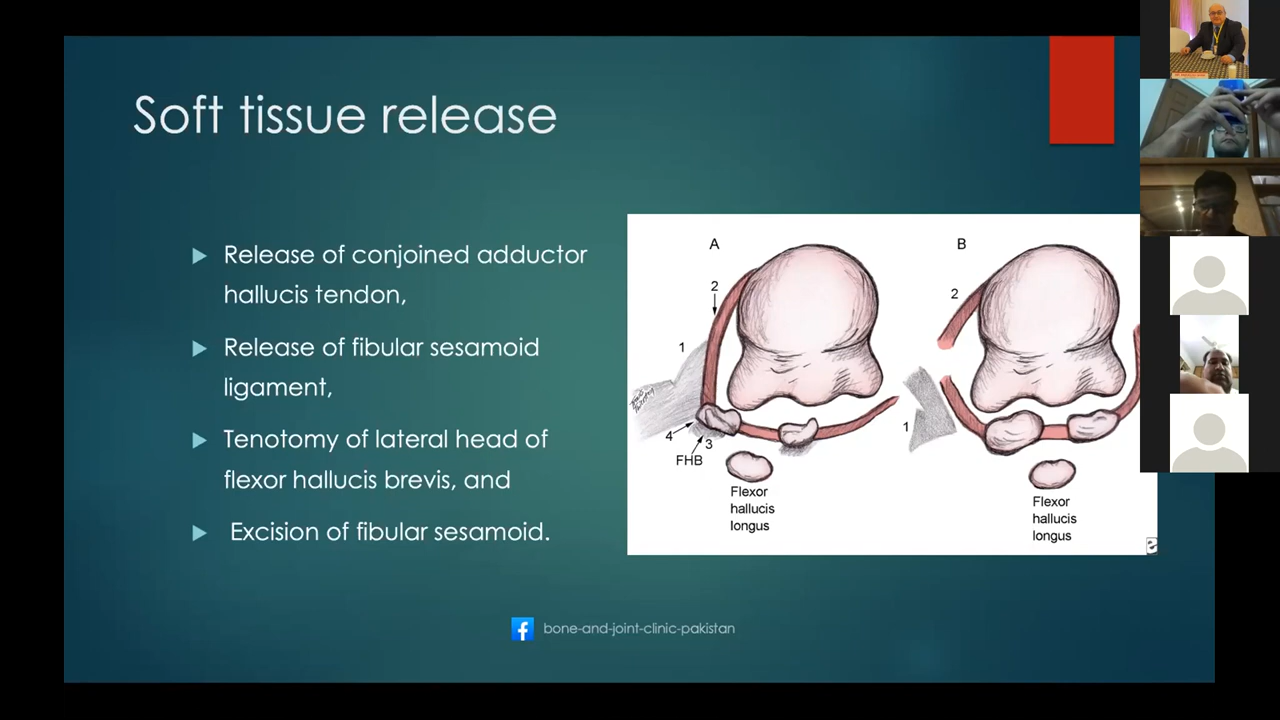 Soft tissue release
Release of conjoined adductor
hallucis tendon,
Release of fibular sesamoid
ligament,
Tenotomy of lateral head of
flexor hallucis brevis, and
Excision of fibular sesamoid.
A
2
1
4
3
FHB
Flexor
hallucis
longus
B
2
1
Flexor
hallucis
longus
bone-and-joint-clinic-pakistan